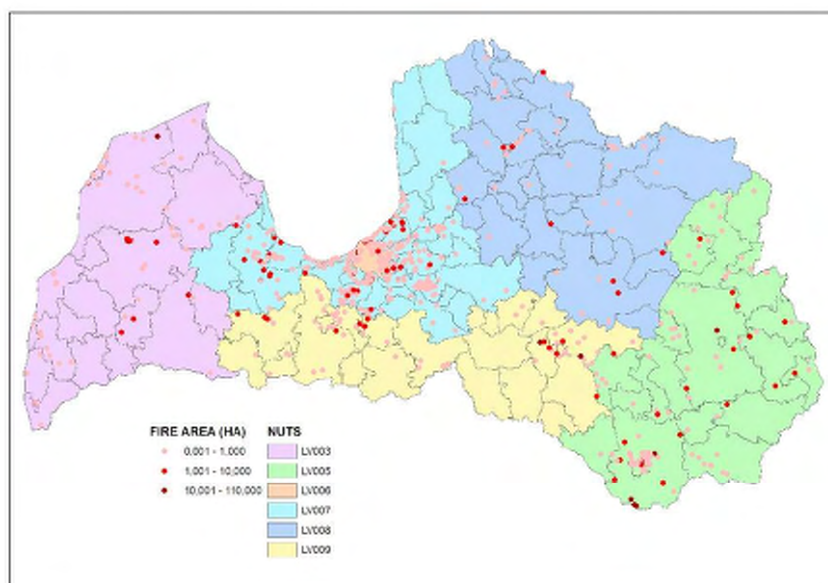 FIRE AREA (HA)
0,001 - 1,000
1,001 - 10,000
10,001 - 110,000
NUTS
LV003
LV005
LV006
LV007
LV008
LV009